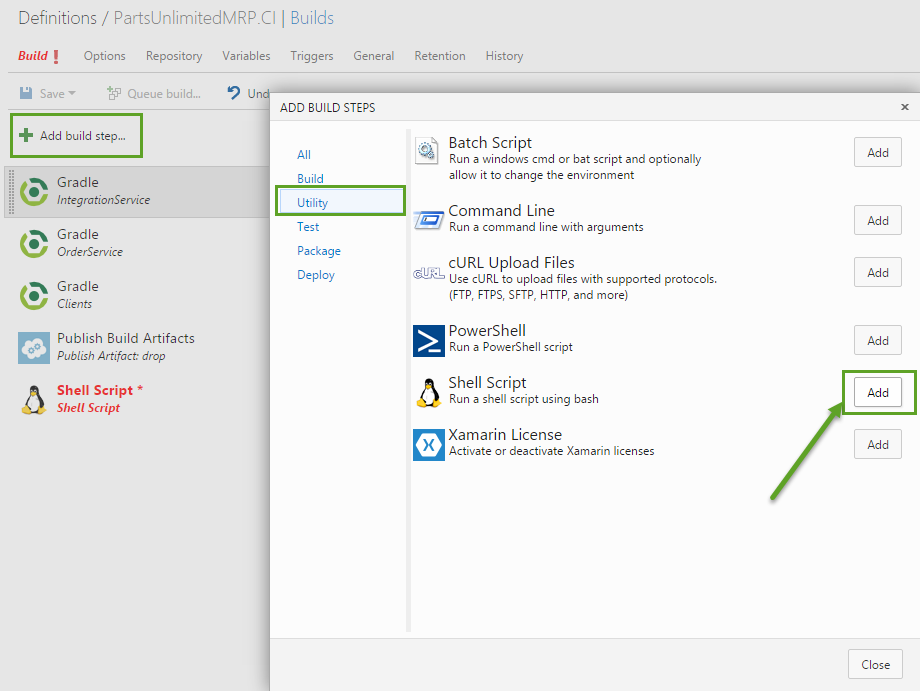 Definitions / PartsUnlimitedMRP.CI | Builds
Build ! Options Repository Variables Triggers General Retention History
Save Queue build... Und
ADD BUILD STEPS
Add build step...
Gradle
IntegrationService
Gradle
OrderService
Gradle
Clients
Publish Build Artifacts
Publish Artifact: drop
Shell Script *
Shell Script
All
Build
Utility
Test
Package
Deploy
Batch Script
Run a windows cmd or bat script and optionally
allow it to change the environment
Add
Command Line
Run a command line with arguments
Add
cURL
cURL Upload Files
Use cURL to upload files with supported protocols.
(FTP, FTPS, SFTP, HTTP, and more)
Add
PowerShell
Run a PowerShell script
Add
Shell Script
Run a shell script using bash
Add
Xamarin License
Activate or deactivate Xamarin licenses
Add
Close